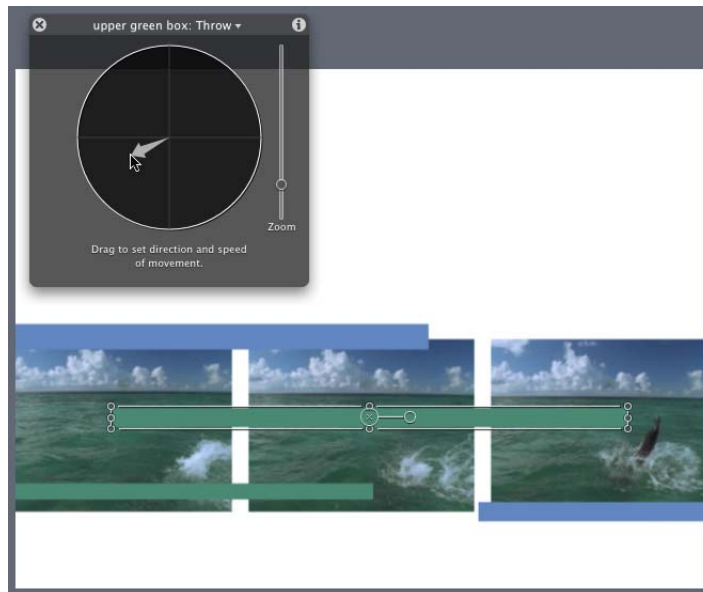 upper green box: Throw
Zoom
Drag to set direction and speed
of movement.